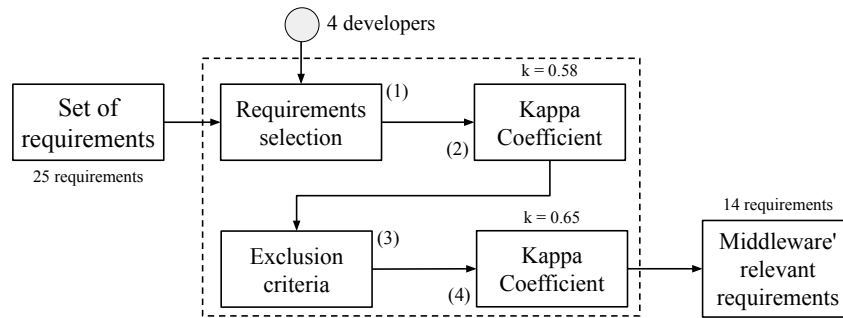 4 developers
k = 0.58
Set of
requirements
25 requirements
Requirements
selection
(1)
Kappa
Coefficient
(2)
k = 0.65
14 requirements
Exclusion
criteria
(3)
Kappa
Coefficient
(4)
Middleware'
relevant
requirements